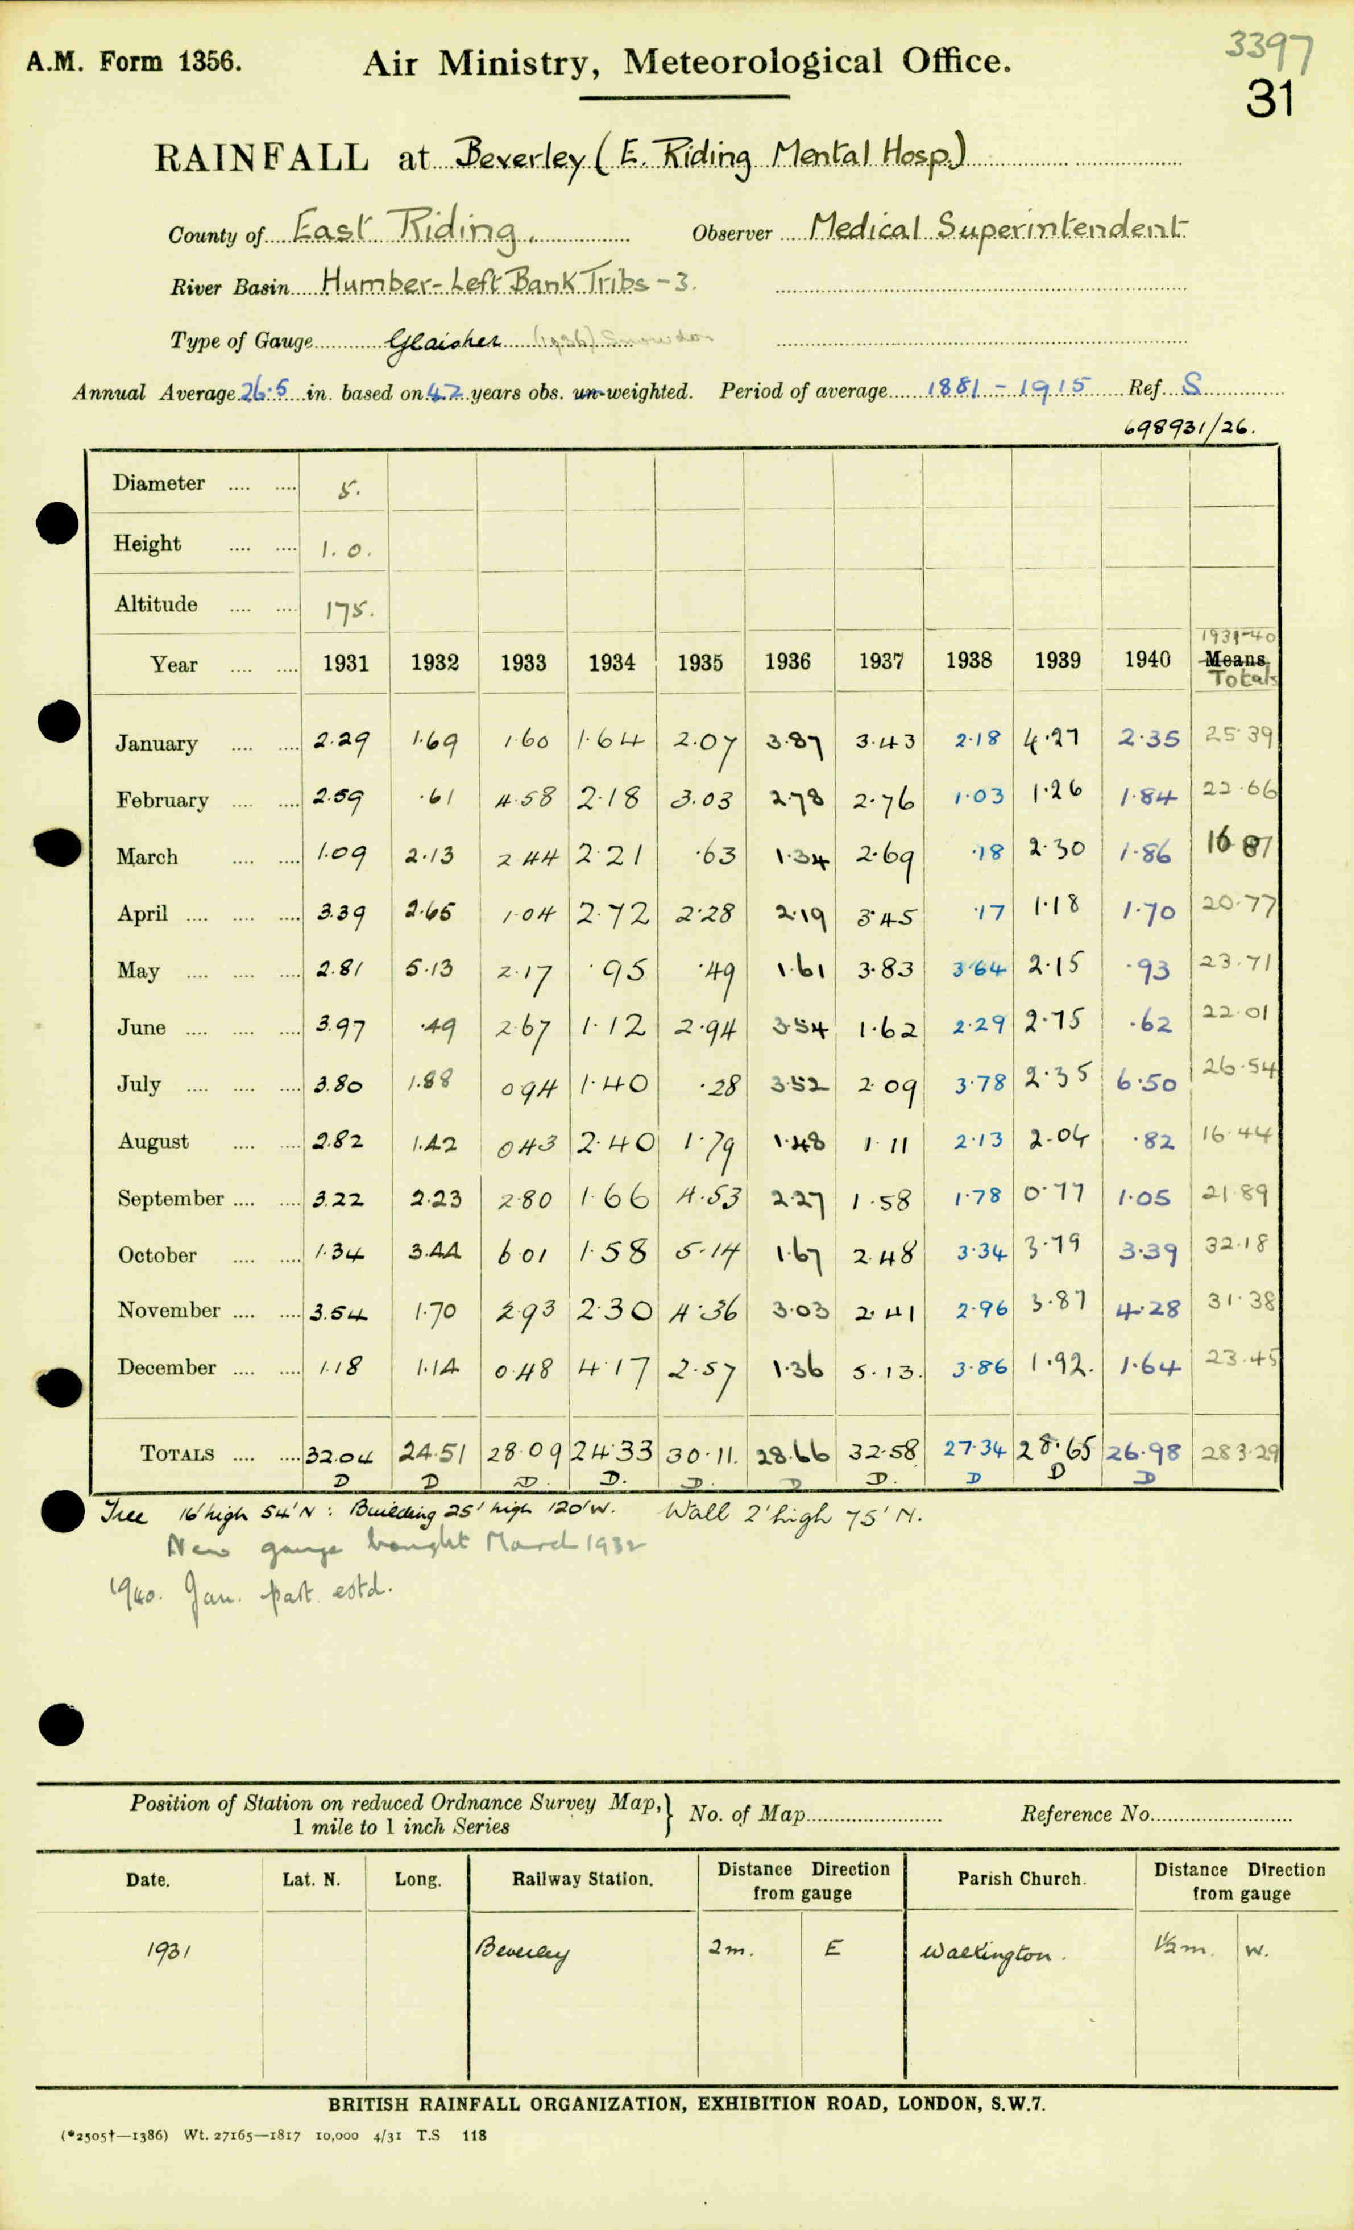 3397
A.M. Form 1356. Air Ministry, Meteorological Office.
31
RAINFALL at Beverley (E. Riding Mental Hosp.)
County of East Riding. Observer Medical Superintendent
River Basin Humber-Left Bank Tribs - 3.
Type of Gauge Glaisher (1936) Snowdon
Annual Average 26.5 in. based on 42 years obs. un-weighted. Period of average 1881 - 1915 Ref. S
698931/26.
Diameter .... .... 5.
Height .... .... 1.0.
Altitude .... .... 175.
1931-40
Year .... .... 1931 1932 1933 1934 1935 1936 1937 1938 1939 1940 Means
Totals
January .... .... 2.29 1.69 1.60 1.64 2.07 3.87 3.43 2.18 4.27 2.35 25.39
February .... .... 2.59 .61 4.58 2.18 3.03 2.78 2.76 1.03 1.26 1.84 22.66
March .... .... 1.09 2.13 2.44 2.21 .63 1.34 2.69 .18 2.30 1.86 16.87
April .... .... .... 3.39 2.65 1.04 2.72 2.28 2.19 3.45 .17 1.18 1.70 20.77
May .... .... .... 2.81 5.13 2.17 .95 .49 1.61 3.83 3.64 2.15 .93 23.71
June .... .... .... 3.97 .49 2.67 1.12 2.94 3.54 1.62 2.29 2.75 .62 22.01
July .... .... .... 3.80 1.88 0.94 1.40 .28 3.52 2.09 3.78 2.35 6.50 26.54
August .... .... 2.82 1.42 0.43 2.40 1.79 1.48 1.11 2.13 2.04 .82 16.44
September .... .... 3.22 2.23 2.80 1.66 4.53 2.27 1.58 1.78 0.77 1.05 21.89
October .... .... 1.34 3.44 6.01 1.58 5.14 1.67 2.48 3.34 3.79 3.39 32.18
November .... .... 3.54 1.70 2.93 2.30 4.36 3.03 2.41 2.96 3.87 4.28 31.38
December .... .... 1.18 1.14 0.48 4.17 2.57 1.36 5.13. 3.86 1.92. 1.64 23.45
TOTALS .... .... 32.04 24.51 28.09 24.33 30.11. 28.66 32.58 27.34 28.65 26.98 283.29
D D D. D. D. D D. D D D
Tree 16' high 54' N : Building 25' high 120' W. Wall 2' high 75' N.
New gauge bought March 1932
1940. Jan. part. estd.
Position of Station on reduced Ordnance Survey Map,} No. of Map Reference No.
1 mile to 1 inch Series
Date. Lat. N. Long. Railway Station. Distance Direction from gauge Parish Church. Distance Direction from gauge
1931 Beverley 2m. E Walkington. 1½m. W.
BRITISH RAINFALL ORGANIZATION, EXHIBITION ROAD, LONDON, S.W.7.
(*2505†—1386) Wt. 27165—1817 10,000 4/31 T.S 118